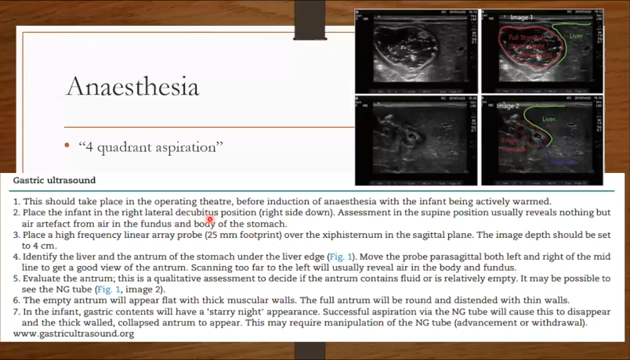 Anaesthesia
• “4 quadrant aspiration”
Image 1
Full Stomach
Liver
Image 2
Liver
Gastric ultrasound
1. This should take place in the operating theatre, before induction of anaesthesia with the infant being actively warmed.
2. Place the infant in the right lateral decubitus position (right side down). Assessment in the supine position usually reveals nothing but
air artefact from air in the fundus and body of the stomach.
3. Place a high frequency linear array probe (25 mm footprint) over the xiphisternum in the sagittal plane. The image depth should be set
to 4 cm.
4. Identify the liver and the antrum of the stomach under the liver edge (Fig. 1). Move the probe parasagittal both left and right of the mid
line to get a good view of the antrum. Scanning too far to the left will usually reveal air in the body and fundus.
5. Evaluate the antrum; this is a qualitative assessment to decide if the antrum contains fluid or is relatively empty. It may be possible to
see the NG tube (Fig. 1, image 2).
6. The empty antrum will appear flat with thick muscular walls. The full antrum will be round and distended with thin walls.
7. In the infant, gastric contents will have a ‘starry night’ appearance. Successful aspiration via the NG tube will cause this to disappear
and the thick walled, collapsed antrum to appear. This may require manipulation of the NG tube (advancement or withdrawal).
www.gastricultrasound.org